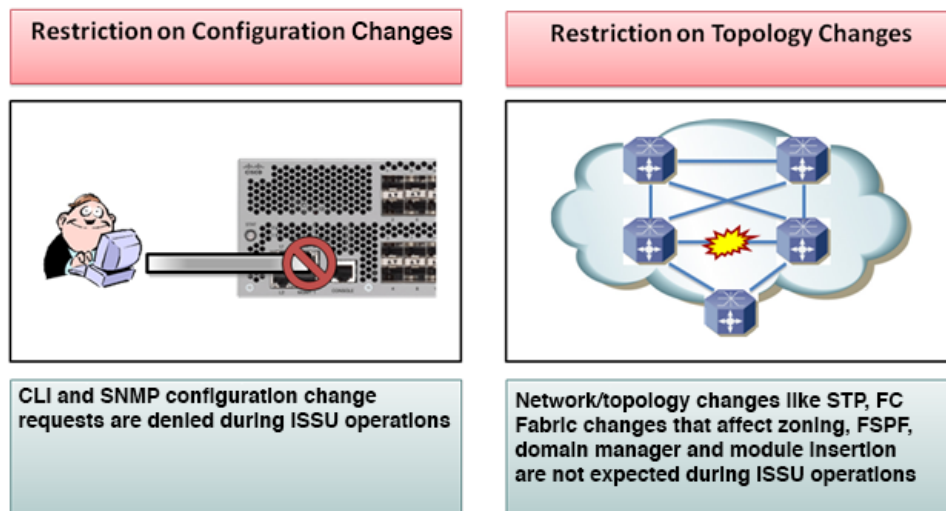 Restriction on Configuration Changes
Restriction on Topology Changes
CLI and SNMP configuration change
requests are denied during ISSU operations
Network/topology changes like STP, FC
Fabric changes that affect zoning, FSPF,
domain manager and module insertion
are not expected during ISSU operations